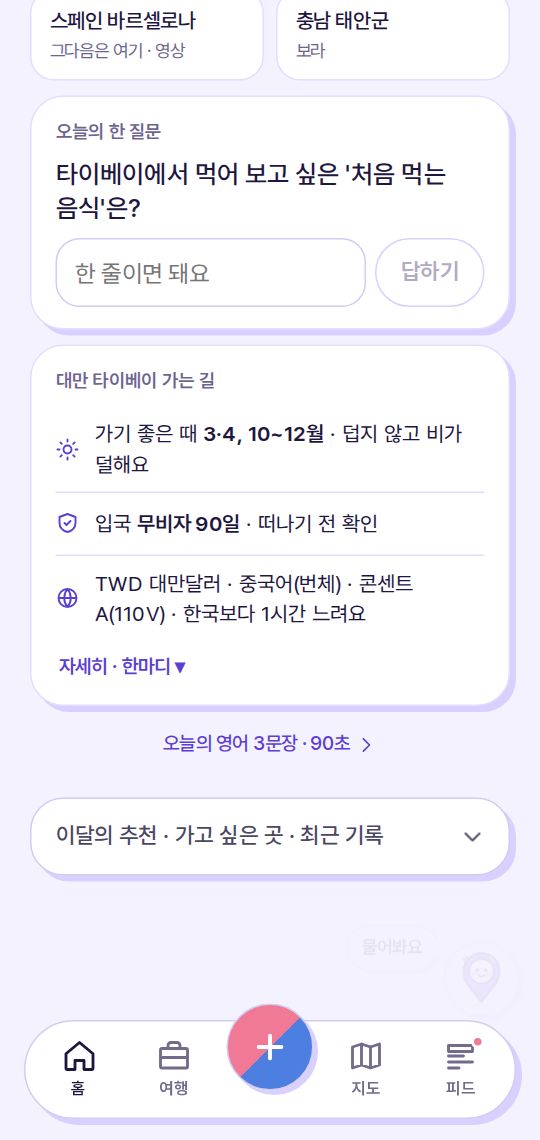 스페인 바르셀로나
그다음은 여기 · 영상
충남 태안군
보라
오늘의 한 질문
타이베이에서 먹어 보고 싶은 '처음 먹는
음식'은?
한 줄이면 돼요
답하기
대만 타이베이 가는 길
가기 좋은 때 3·4, 10~12월 · 덥지 않고 비가
덜해요
입국 무비자 90일 · 떠나기 전 확인
TWD 대만달러 · 중국어(번체) · 콘센트
A(110V) · 한국보다 1시간 느려요
자세히 · 한마디 ▾
오늘의 영어 3문장 · 90초
이달의 추천 · 가고 싶은 곳 · 최근 기록
물어봐요
홈
여행
지도
피드